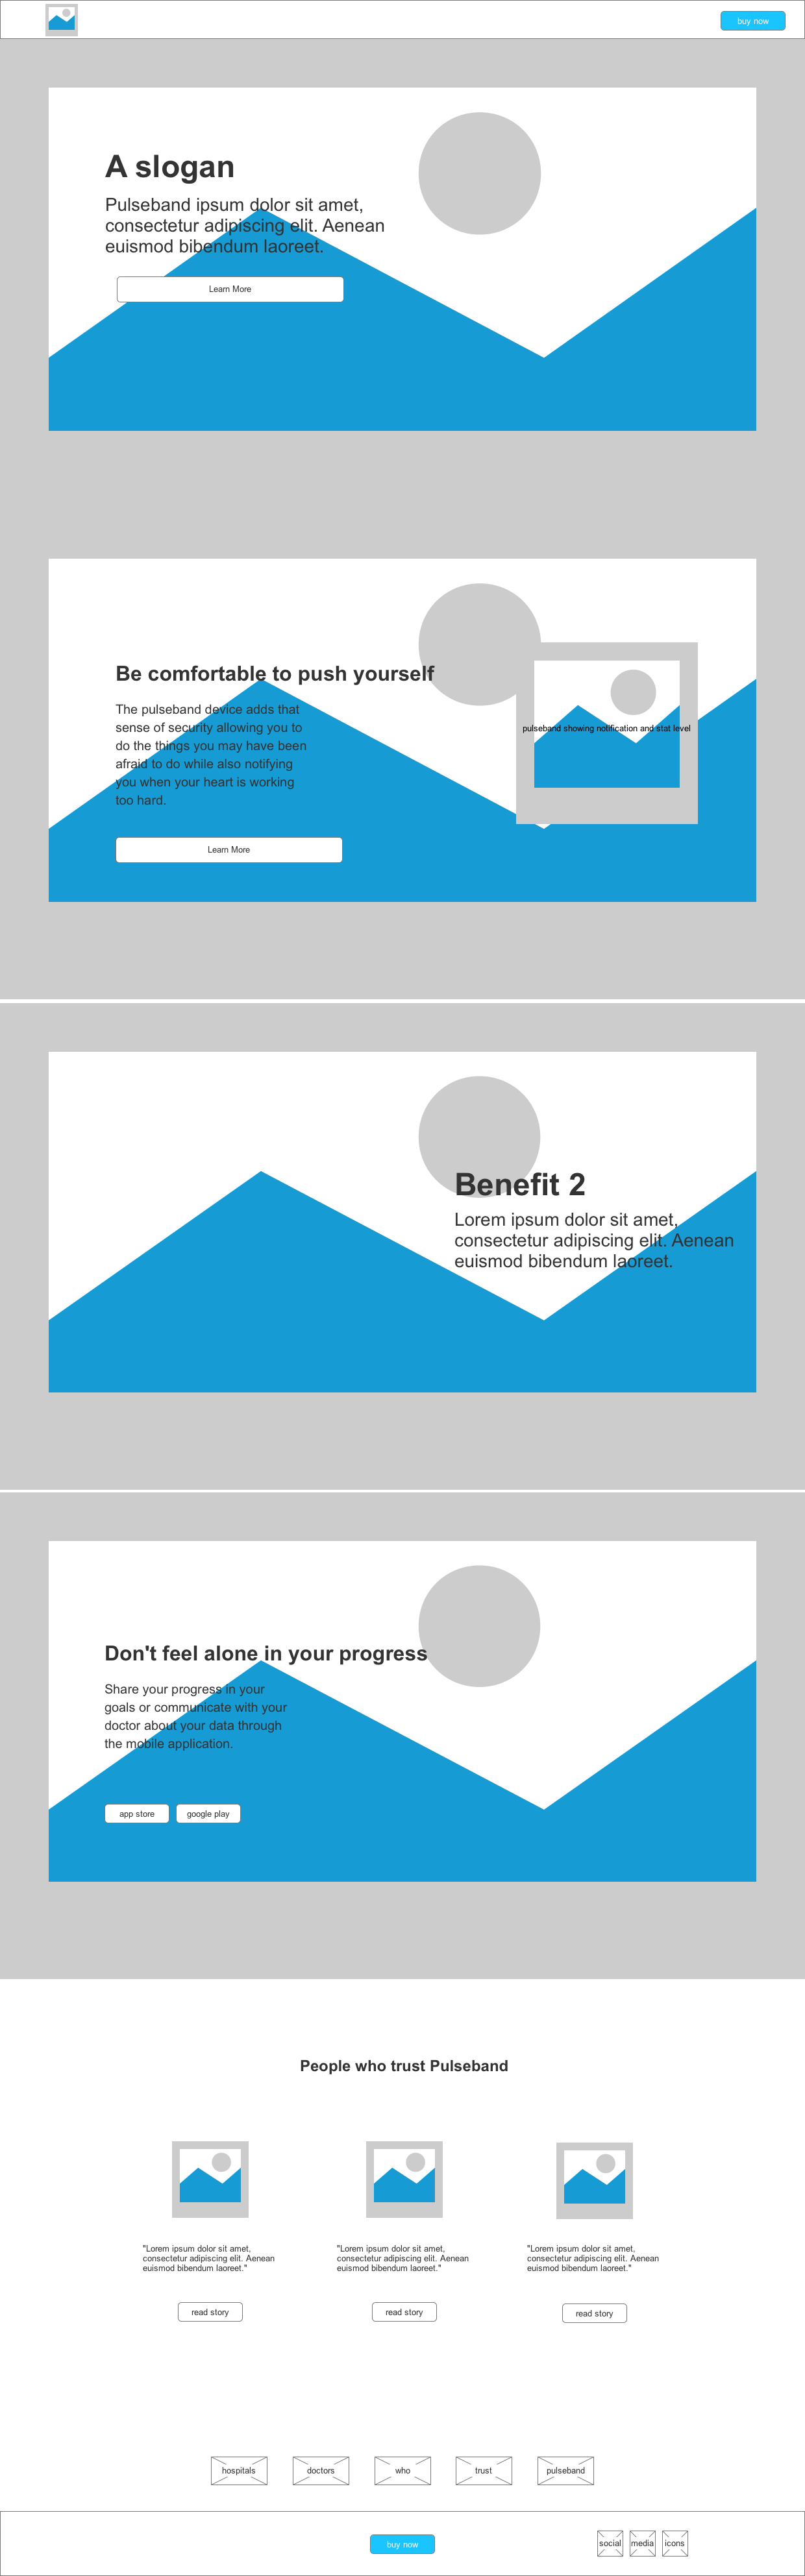 buy now
A slogan
Pulseband ipsum dolor sit amet,
consectetur adipiscing elit. Aenean
euismod bibendum laoreet.
Learn More
Be comfortable to push yourself
The pulseband device adds that
sense of security allowing you to
do the things you may have been
afraid to do while also notifying
you when your heart is working
too hard.
pulseband showing notification and stat level
Learn More
Benefit 2
Lorem ipsum dolor sit amet,
consectetur adipiscing elit. Aenean
euismod bibendum laoreet.
Don't feel alone in your progress
Share your progress in your
goals or communicate with your
doctor about your data through
the mobile application.
app store
google play
People who trust Pulseband
"Lorem ipsum dolor sit amet,
consectetur adipiscing elit. Aenean
euismod bibendum laoreet."
read story
"Lorem ipsum dolor sit amet,
consectetur adipiscing elit. Aenean
euismod bibendum laoreet."
read story
"Lorem ipsum dolor sit amet,
consectetur adipiscing elit. Aenean
euismod bibendum laoreet."
read story
hospitals
doctors
who
trust
pulseband
buy now
social
media
icons